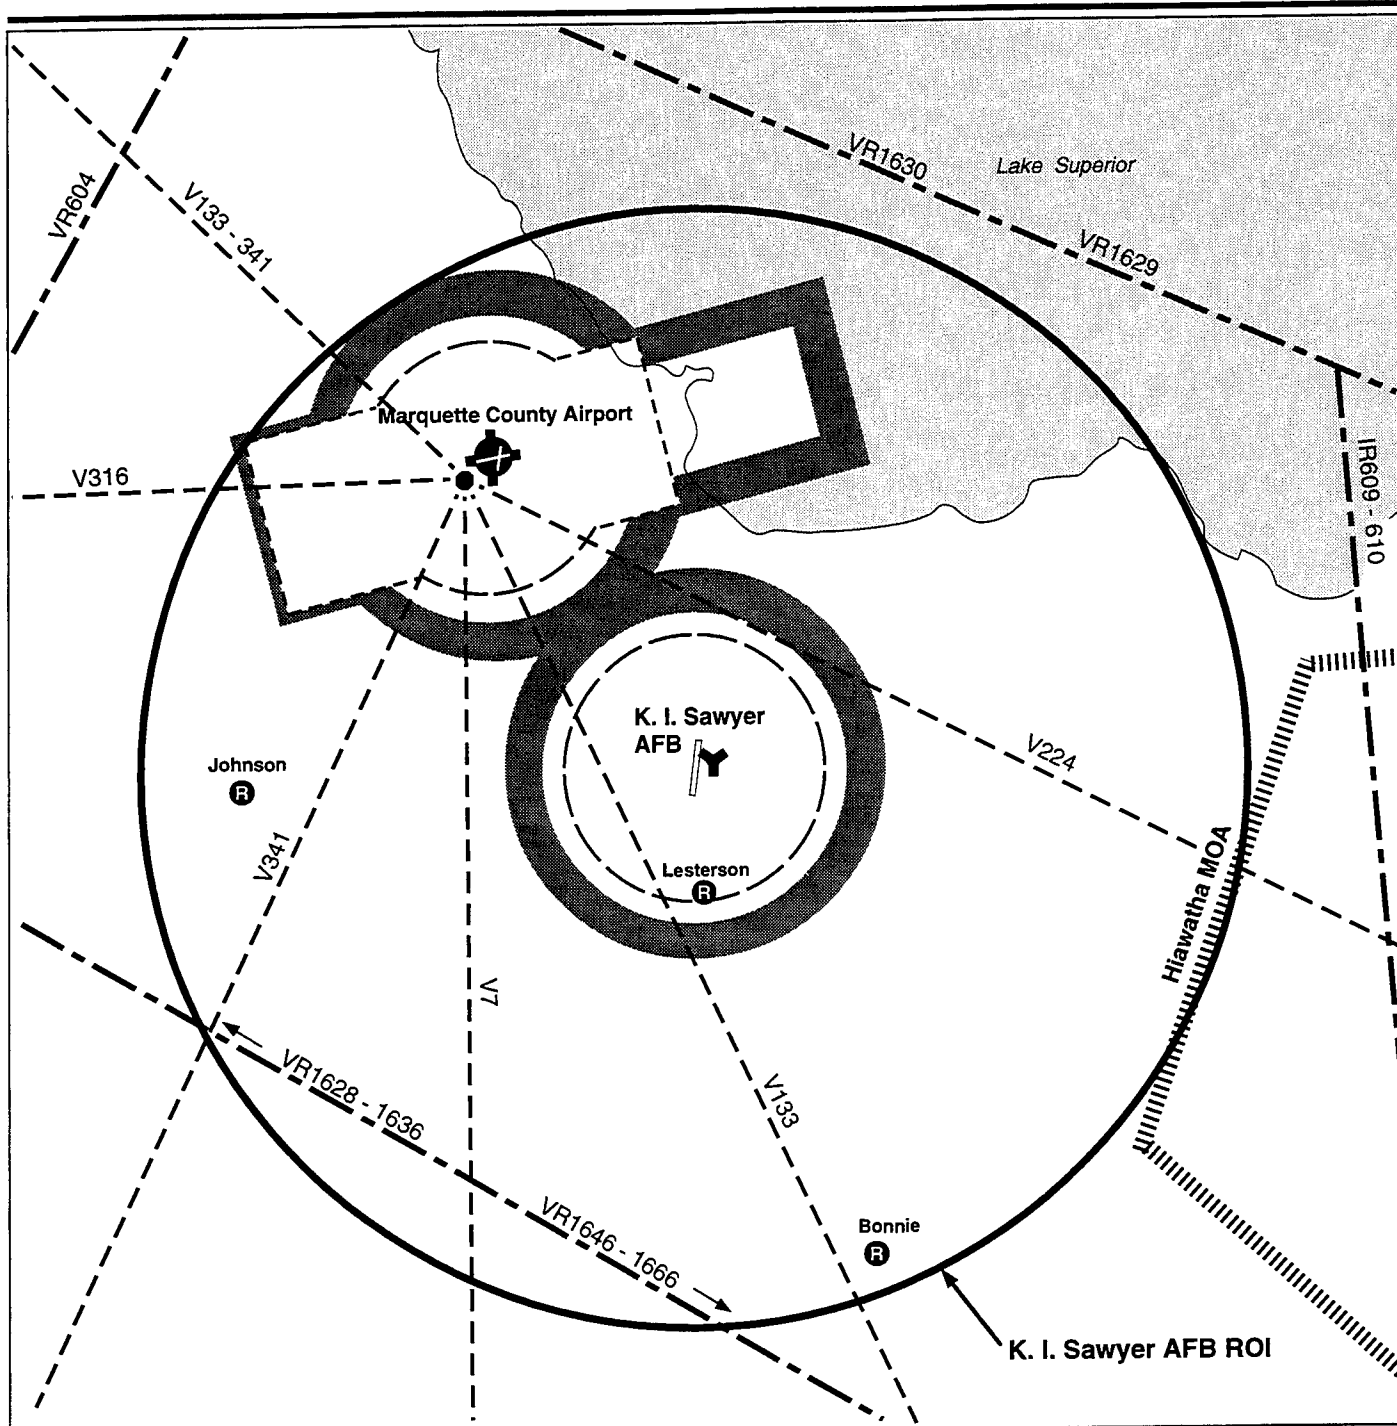 VR1630
Lake Superior
VR604
V133 - 341
VR1629
Marquette County Airport
V316
IR609 - 610
K. I. Sawyer
AFB
V224
Johnson
R
V341
Lesterson
R
Hiawatha MOA
V7
VR1628 - 1636
V133
VR1646 - 1666
Bonnie
R
K. I. Sawyer AFB ROI